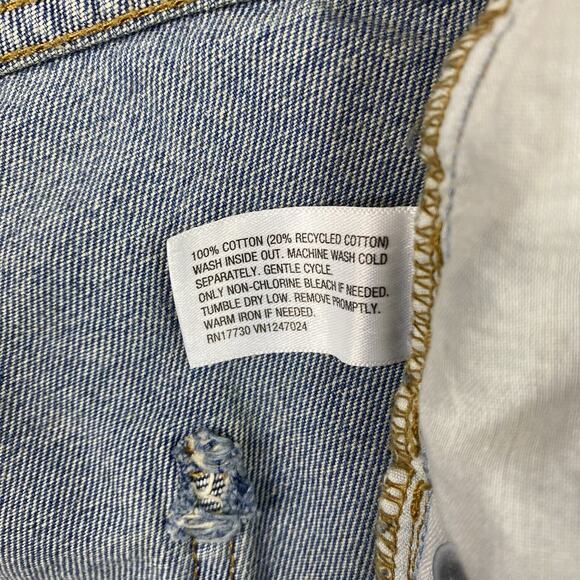 100% COTTON (20% RECYCLED COTTON)
WASH INSIDE OUT. MACHINE WASH COLD
SEPARATELY. GENTLE CYCLE.
ONLY NON-CHLORINE BLEACH IF NEEDED.
TUMBLE DRY LOW. REMOVE PROMPTLY.
WARM IRON IF NEEDED.
RN17730 VN1247024